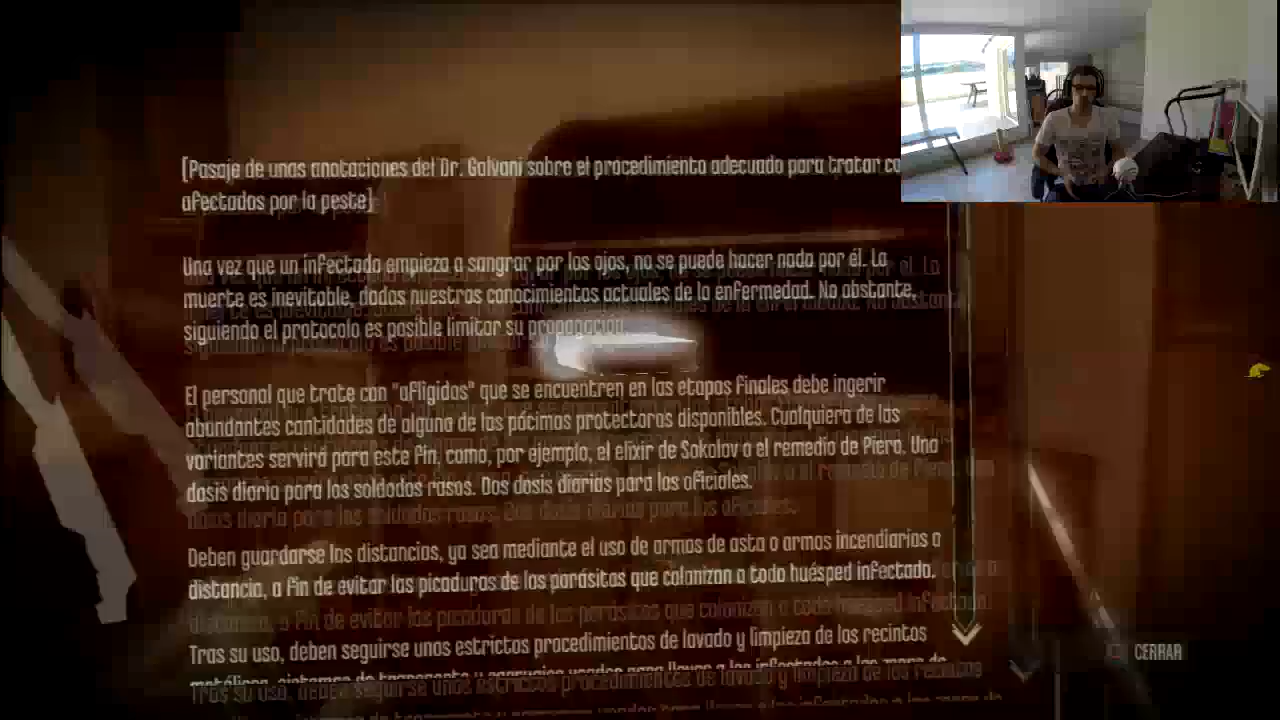 [Pasaje de unas anotaciones del Dr. Galvani sobre el procedimiento adecuado para tratar
afectados por la peste]
Una vez que un infectado empieza a sangrar por los ojos, no se puede hacer nada por él. La
muerte es inevitable, dados nuestros conocimientos actuales de la enfermedad. No obstante,
siguiendo el protocolo es posible limitar su propagación.
El personal que trate con "afligidos" que se encuentren en las etapas finales debe ingerir
abundantes cantidades de alguna de las pócimas protectoras disponibles. Cualquiera de las
variantes servirá para este fin, como, por ejemplo, el elixir de Sokolov o el remedio de Piero. Una
dosis diaria para los soldados rasos. Dos dosis diarias para los oficiales.
Deben guardarse las distancias, ya sea mediante el uso de armas de asta o armas incendiarias a
distancia, a fin de evitar las picaduras de los parásitos que colonizan a todo huésped infectado.
Tras su uso, deben seguirse unos estrictos procedimientos de lavado y limpieza de los recintos
CERRAR